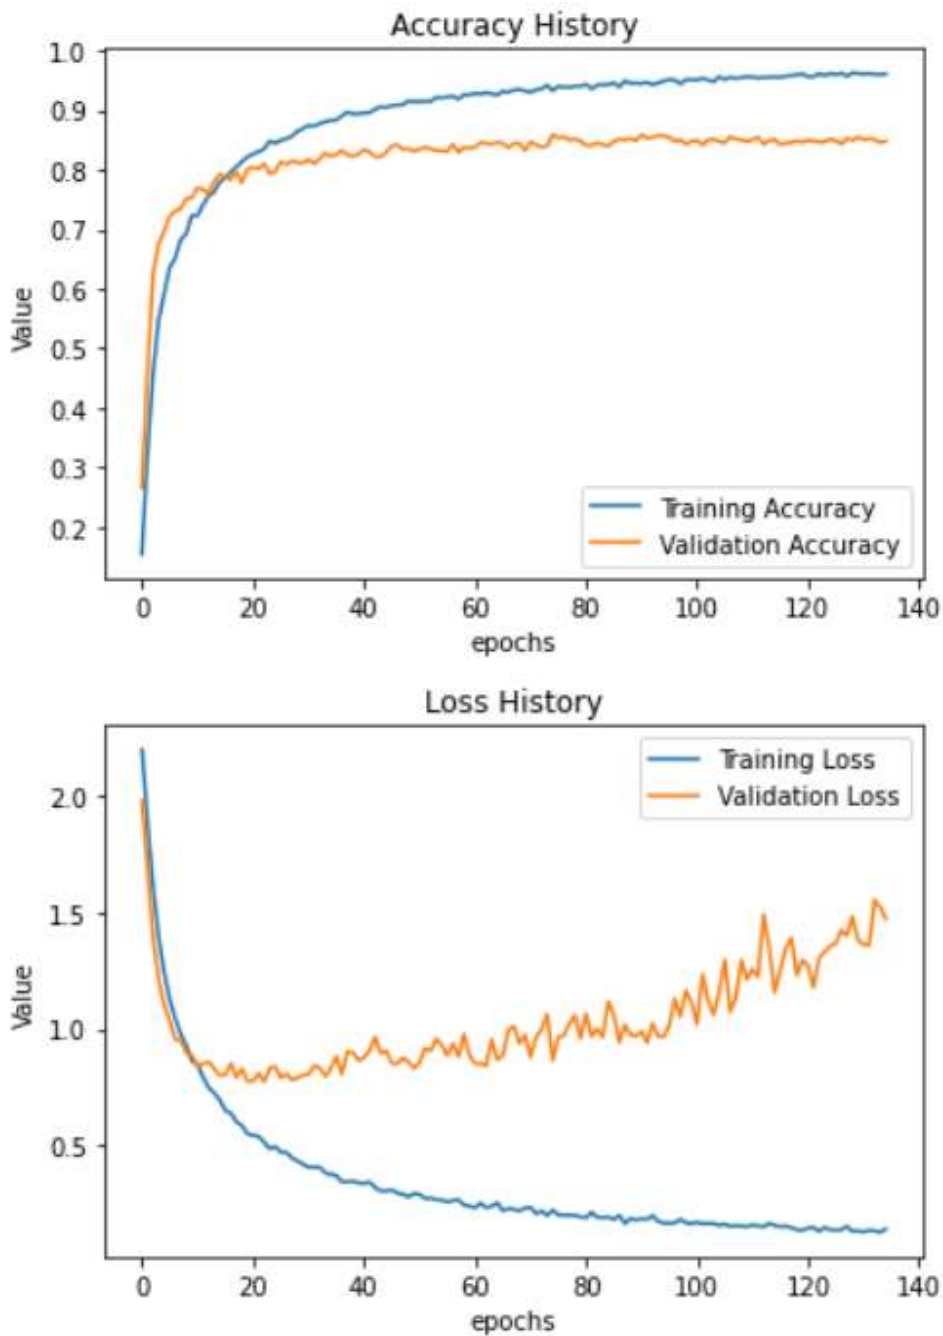 Accuracy History
1.0
0.9
0.8
0.7
0.6
0.5
0.4
0.3
0.2
Value
Training Accuracy
Validation Accuracy
0 20 40 60 80 100 120 140
epochs
Loss History
2.0
1.5
1.0
0.5
Value
Training Loss
Validation Loss
0 20 40 60 80 100 120 140
epochs